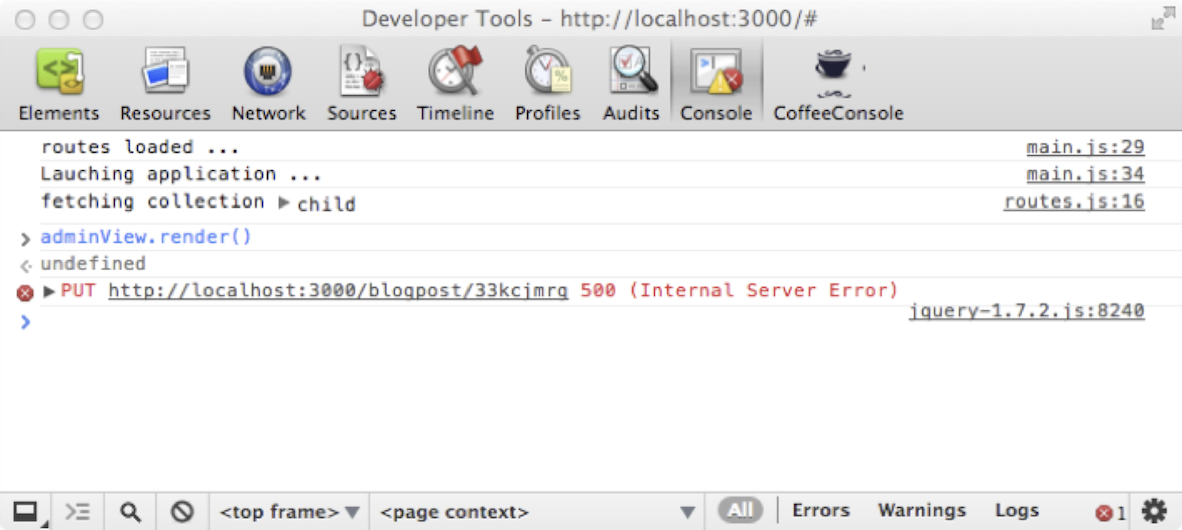 Developer Tools – http://localhost:3000/#
Elements Resources Network Sources Timeline Profiles Audits Console CoffeeConsole
routes loaded ... main.js:29
Lauching application ... main.js:34
fetching collection ▶ child routes.js:16
> adminView.render()
<· undefined
▶ PUT http://localhost:3000/blogpost/33kcjmrg 500 (Internal Server Error)
jquery-1.7.2.js:8240
>
<top frame> ▼ <page context> ▼ All Errors Warnings Logs 1